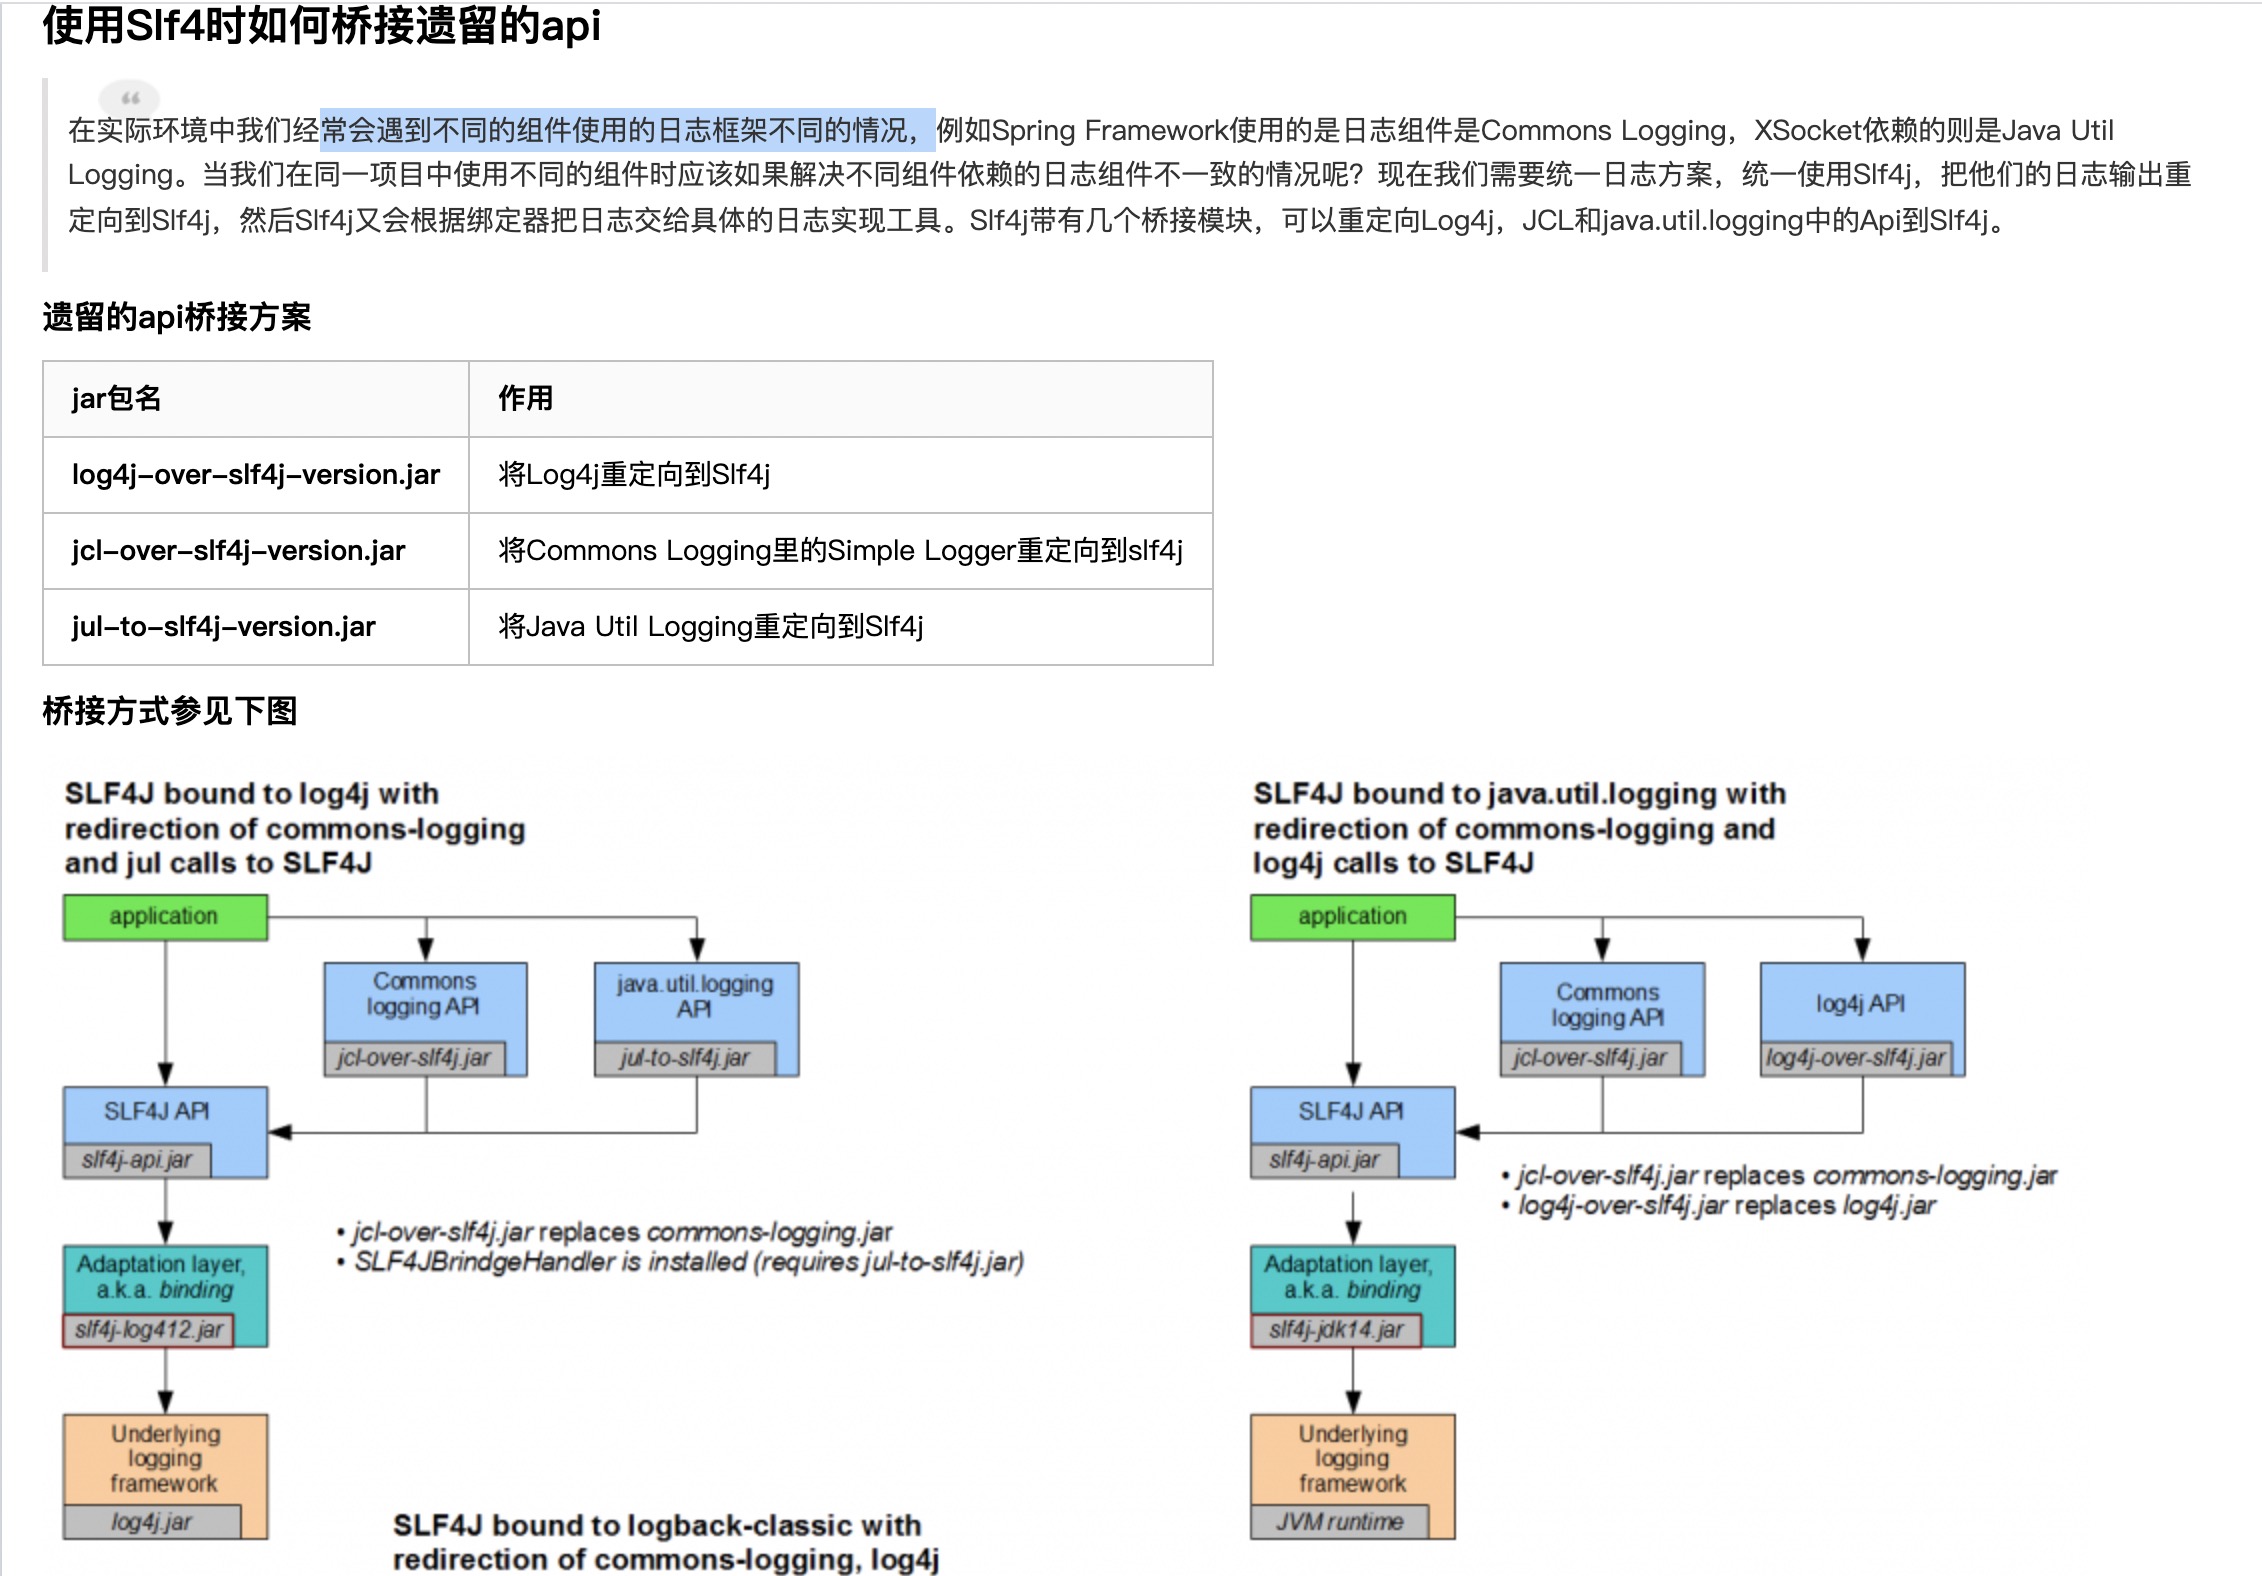 使用Slf4时如何桥接遗留的api
“
在实际环境中我们经常会遇到不同的组件使用的日志框架不同的情况，例如Spring Framework使用的是日志组件是Commons Logging，XSocket依赖的则是Java Util
Logging。当我们在同一项目中使用不同的组件时应该如果解决不同组件依赖的日志组件不一致的情况呢？现在我们需要统一日志方案，统一使用Slf4j，把他们的日志输出重
定向到Slf4j，然后Slf4j又会根据绑定器把日志交给具体的日志实现工具。Slf4j带有几个桥接模块，可以重定向Log4j，JCL和java.util.logging中的Api到Slf4j。
遗留的api桥接方案
jar包名 作用
log4j-over-slf4j-version.jar 将Log4j重定向到Slf4j
jcl-over-slf4j-version.jar 将Commons Logging里的Simple Logger重定向到slf4j
jul-to-slf4j-version.jar 将Java Util Logging重定向到Slf4j
桥接方式参见下图
SLF4J bound to log4j with
redirection of commons-logging
and jul calls to SLF4J
application
Commons
logging API
jcl-over-slf4j.jar
java.util.logging
API
jul-to-slf4j.jar
SLF4J API
slf4j-api.jar
• jcl-over-slf4j.jar replaces commons-logging.jar
• SLF4JBrindgeHandler is installed (requires jul-to-slf4j.jar)
Adaptation layer,
a.k.a. binding
slf4j-log412.jar
Underlying
logging
framework
log4j.jar
SLF4J bound to java.util.logging with
redirection of commons-logging and
log4j calls to SLF4J
application
Commons
logging API
jcl-over-slf4j.jar
log4j API
log4j-over-slf4j.jar
SLF4J API
slf4j-api.jar
• jcl-over-slf4j.jar replaces commons-logging.jar
• log4j-over-slf4j.jar replaces log4j.jar
Adaptation layer,
a.k.a. binding
slf4j-jdk14.jar
Underlying
logging
framework
JVM runtime
SLF4J bound to logback-classic with
redirection of commons-logging, log4j